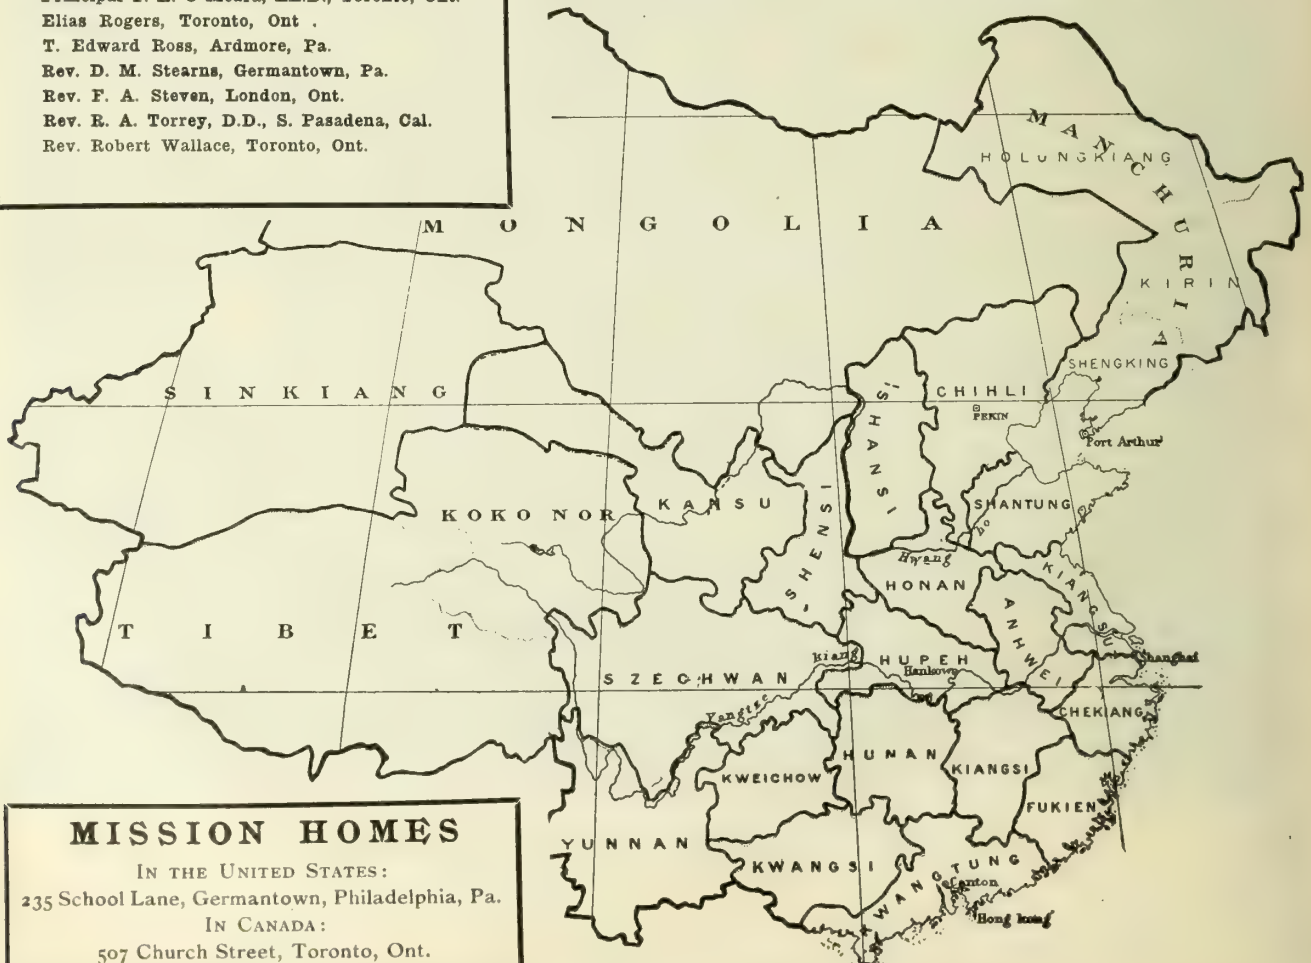 Elias Rogers, Toronto, Ont .
T. Edward Ross, Ardmore, Pa.
Rev. D. M. Stearns, Germantown, Pa.
Rev. F. A. Steven, London, Ont.
Rev. R. A. Torrey, D.D., S. Pasadena, Cal.
Rev. Robert Wallace, Toronto, Ont.
MANCHURIA
HOLUNGKIANG
MONGOLIA
KIRIN
SHENGKING
SINKIANG
CHIHLI
PEKIN
Port Arthur
SHANSI
KOKO NOR
KANSU
SHANTUNG
SHENSI
Hwang
ho
HONAN
KIANGSU
ANHWEI
TIBET
Shanghai
Kiang
HUPEH
Hankow
SZECHWAN
CHEKIANG
Yangtse
HUNAN
KIANGSI
KWEICHOW
FUKIEN
YUNNAN
KWANGSI
KWANGTUNG
Canton
Hong kong
MISSION HOMES
IN THE UNITED STATES:
235 School Lane, Germantown, Philadelphia, Pa.
IN CANADA:
507 Church Street, Toronto, Ont.